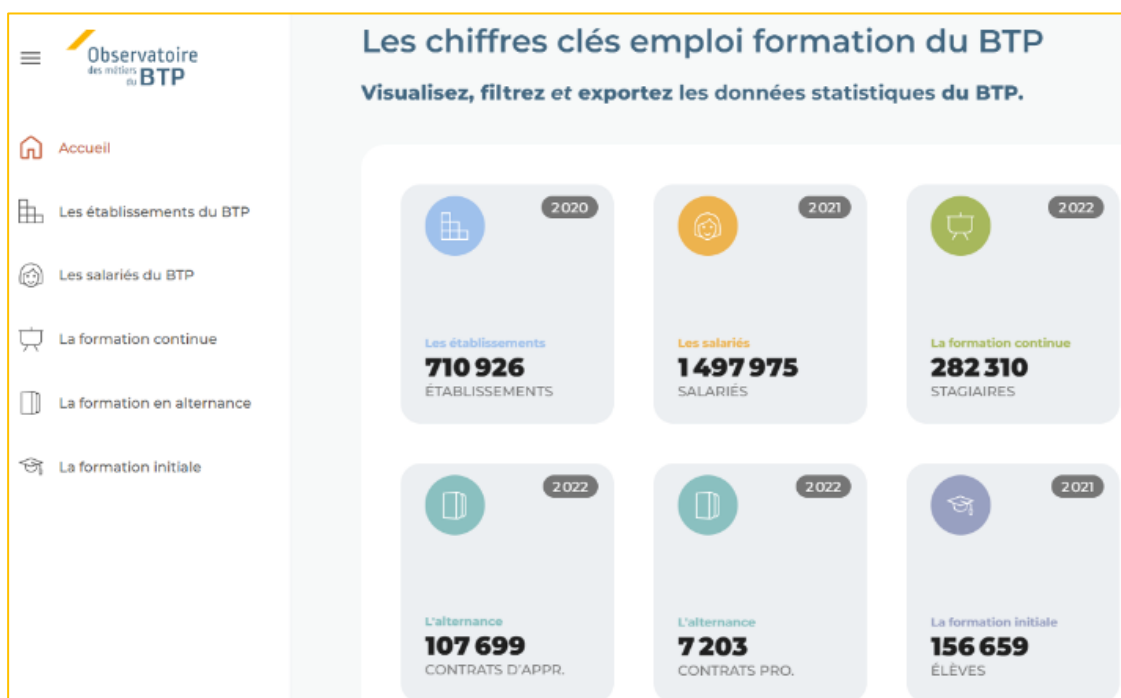 Observatoire
des métiers
du BTP
Accueil
Les établissements du BTP
Les salariés du BTP
La formation continue
La formation en alternance
La formation initiale
Les chiffres clés emploi formation du BTP
Visualisez, filtrez et exportez les données statistiques du BTP.
2020
Les établissements
710 926
ÉTABLISSEMENTS
2021
Les salariés
1 497 975
SALARIÉS
2022
La formation continue
282 310
STAGIAIRES
2022
L'alternance
107 699
CONTRATS D'APPR.
2022
L'alternance
7 203
CONTRATS PRO.
2021
La formation initiale
156 659
ÉLÈVES